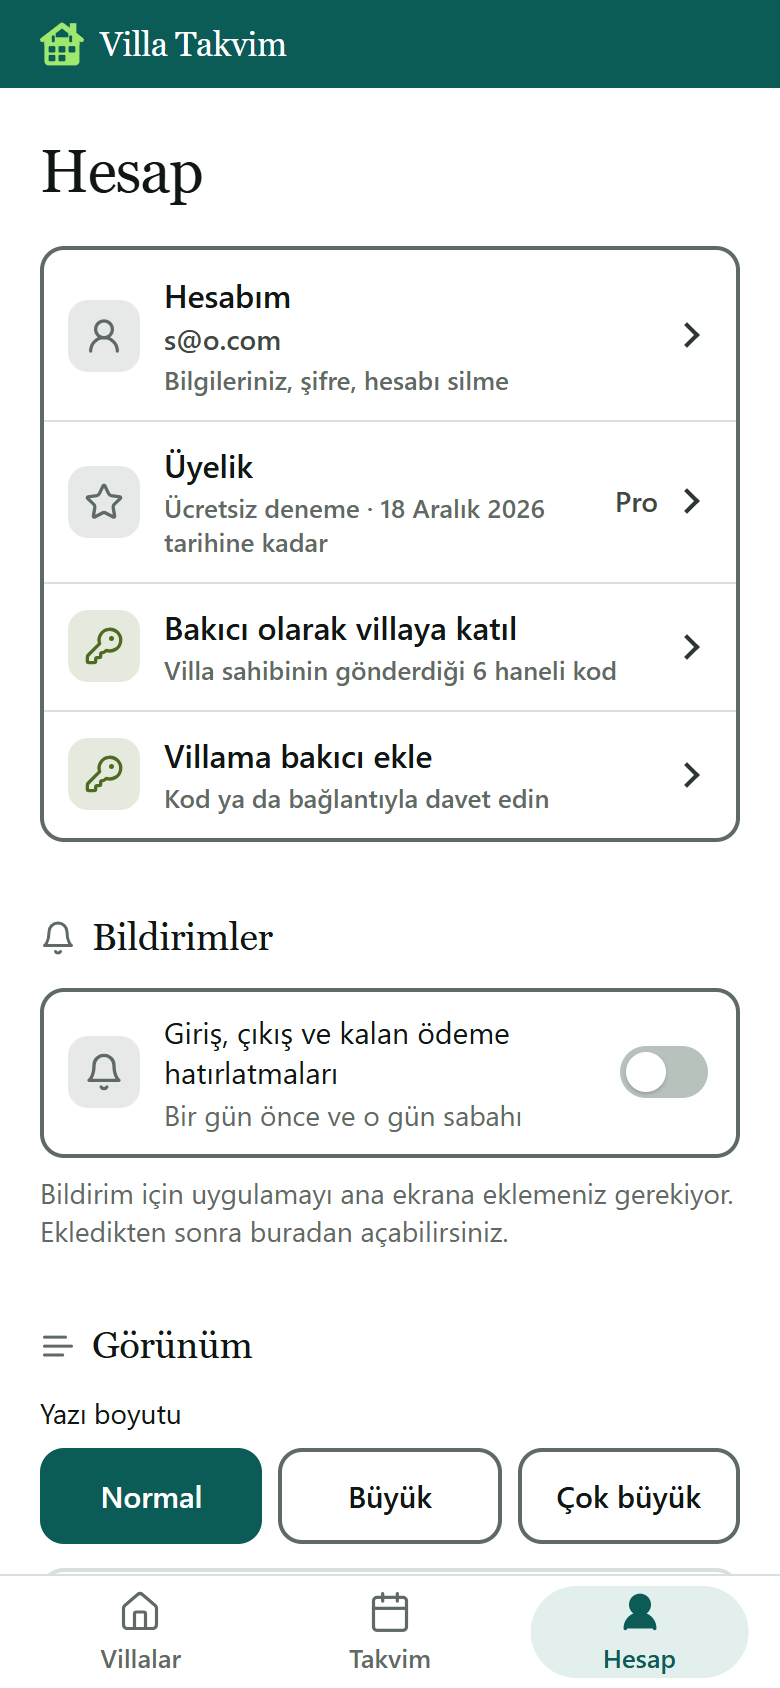 Villa Takvim
Hesap
Hesabım
s@o.com
Bilgileriniz, şifre, hesabı silme
Üyelik
Ücretsiz deneme · 18 Aralık 2026
tarihine kadar
Pro
Bakıcı olarak villaya katıl
Villa sahibinin gönderdiği 6 haneli kod
Villama bakıcı ekle
Kod ya da bağlantıyla davet edin
Bildirimler
Giriş, çıkış ve kalan ödeme
hatırlatmaları
Bir gün önce ve o gün sabahı
Bildirim için uygulamayı ana ekrana eklemeniz gerekiyor.
Ekledikten sonra buradan açabilirsiniz.
Görünüm
Yazı boyutu
Normal
Büyük
Çok büyük
Villalar
Takvim
Hesap